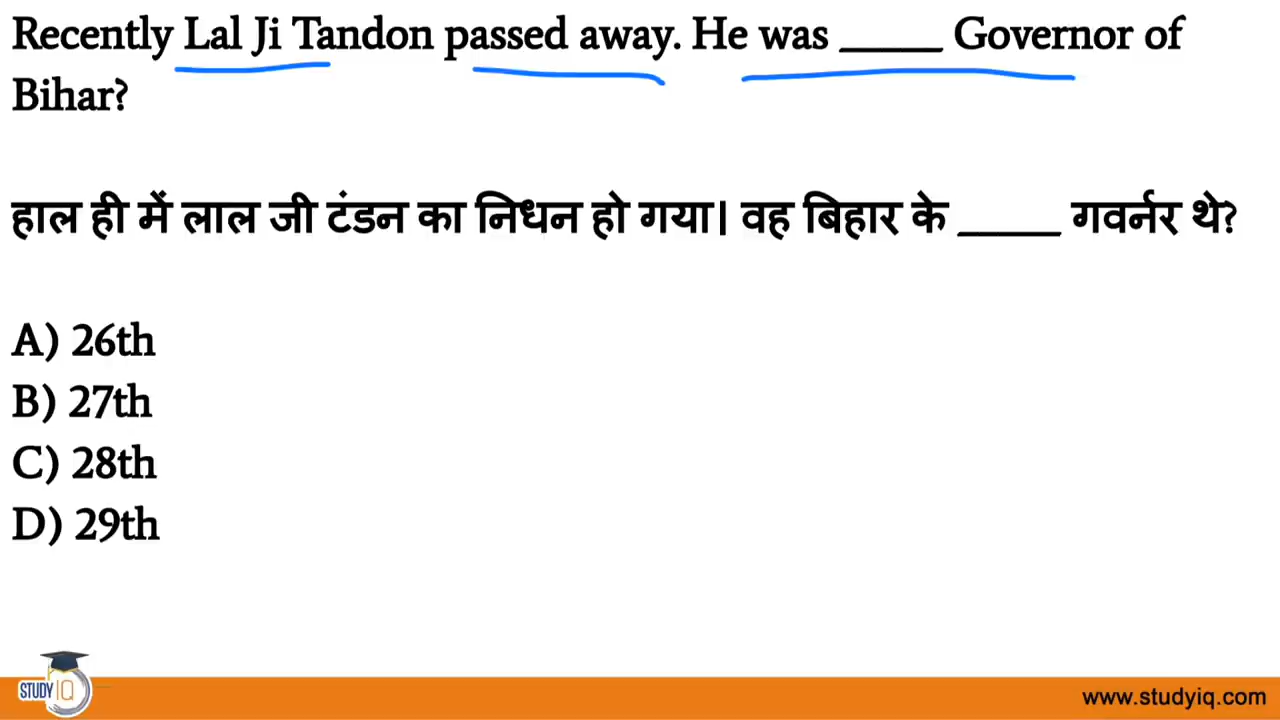 Recently Lal Ji Tandon passed away. He was _____ Governor of
Bihar?
हाल ही में लाल जी टंडन का निधन हो गया। वह बिहार के _____ गवर्नर थे?
A) 26th
B) 27th
C) 28th
D) 29th
STUDY IQ
www.studyiq.com